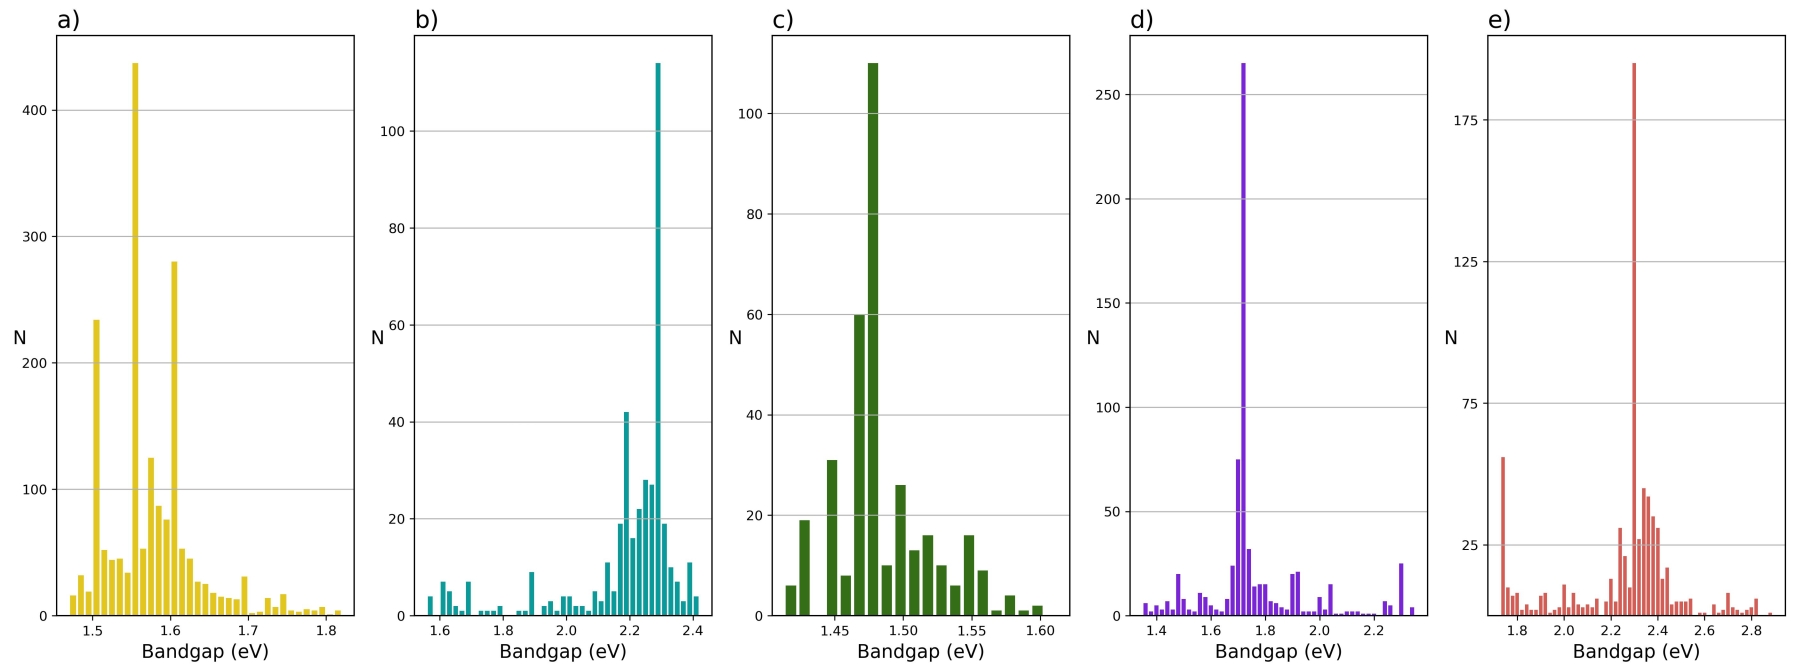 a)
400
300
200
100
0
N
1.5 1.6 1.7 1.8
Bandgap (eV)
b)
100
80
60
40
20
0
N
1.6 1.8 2.0 2.2 2.4
Bandgap (eV)
c)
100
80
60
40
20
0
N
1.45 1.50 1.55 1.60
Bandgap (eV)
d)
250
200
150
100
50
0
N
1.4 1.6 1.8 2.0 2.2
Bandgap (eV)
e)
175
125
75
25
N
1.8 2.0 2.2 2.4 2.6 2.8
Bandgap (eV)